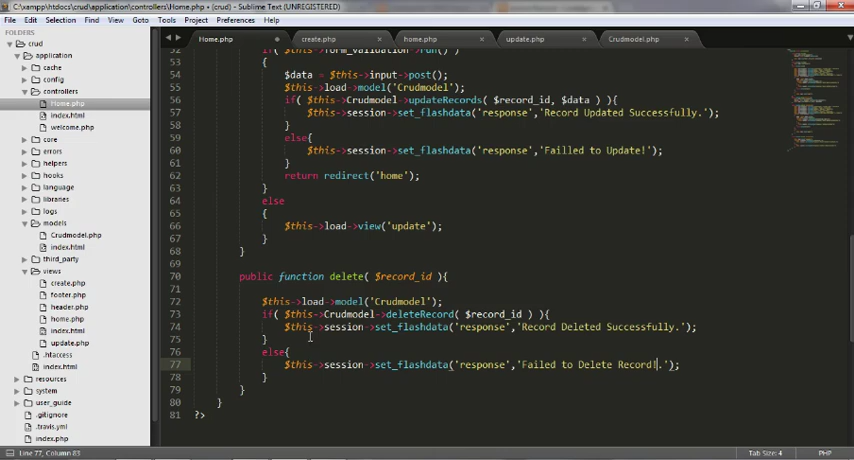 C:\xampp\htdocs\crud\application\controllers\Home.php • (crud) - Sublime Text (UNREGISTERED)
File Edit Selection Find View Goto Tools Project Preferences Help
FOLDERS
crud
application
cache
config
controllers
Home.php
index.html
welcome.php
core
errors
helpers
hooks
language
libraries
logs
models
Crudmodel.php
index.html
third_party
views
create.php
footer.php
header.php
home.php
index.html
update.php
.htaccess
index.html
resources
system
user_guide
.gitignore
.travis.yml
index.php
Home.php create.php home.php update.php Crudmodel.php
52 if( $this->form_validation->run() )
53 {
54 $data = $this->input->post();
55 $this->load->model('Crudmodel');
56 if( $this->Crudmodel->updateRecords( $record_id, $data ) ){
57 $this->session->set_flashdata('response','Record Updated Successfully.');
58 }
59 else{
60 $this->session->set_flashdata('response','Failled to Update!');
61 }
62 return redirect('home');
63 }
64 else
65 {
66 $this->load->view('update');
67 }
68 }
69
70 public function delete( $record_id ){
71
72 $this->load->model('Crudmodel');
73 if( $this->Crudmodel->deleteRecord( $record_id ) ){
74 $this->session->set_flashdata('response','Record Deleted Successfully.');
75 }
76 else{
77 $this->session->set_flashdata('response','Failed to Delete Record!.');
78 }
79 }
80 }
81 ?>
Line 77, Column 83 Tab Size: 4 PHP